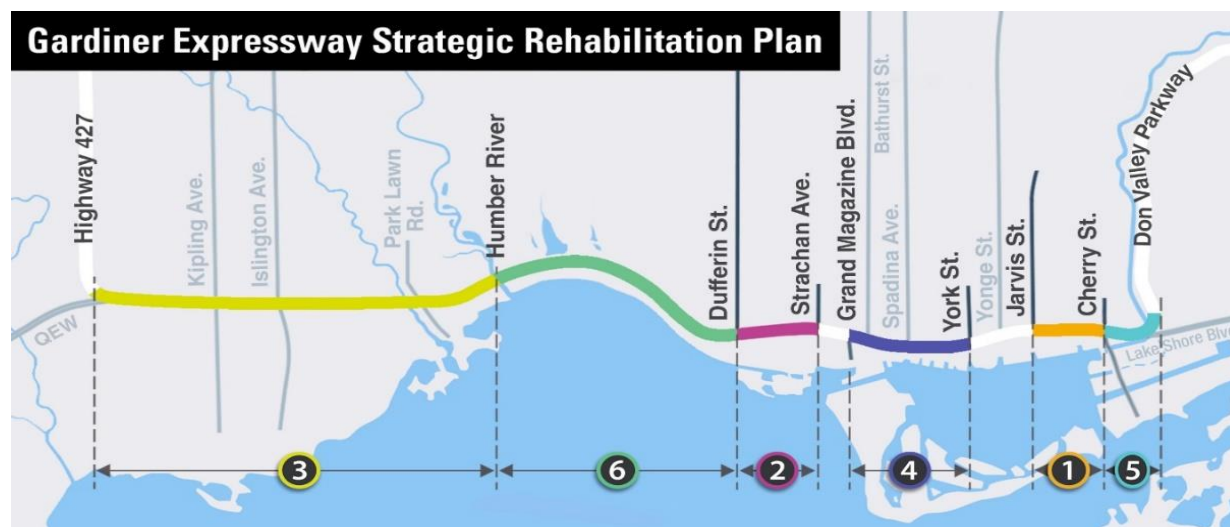 Gardiner Expressway Strategic Rehabilitation Plan
Highway 427
Kipling Ave.
Islington Ave.
Park Lawn
Rd.
Humber River
Dufferin St.
Strachan Ave.
Grand Magazine Blvd.
Bathurst St.
Spadina Ave.
York St.
Yonge St.
Jarvis St.
Cherry St.
Don Valley Parkway
QEW
Lake Shore Blvd
3
6
2
4
1
5